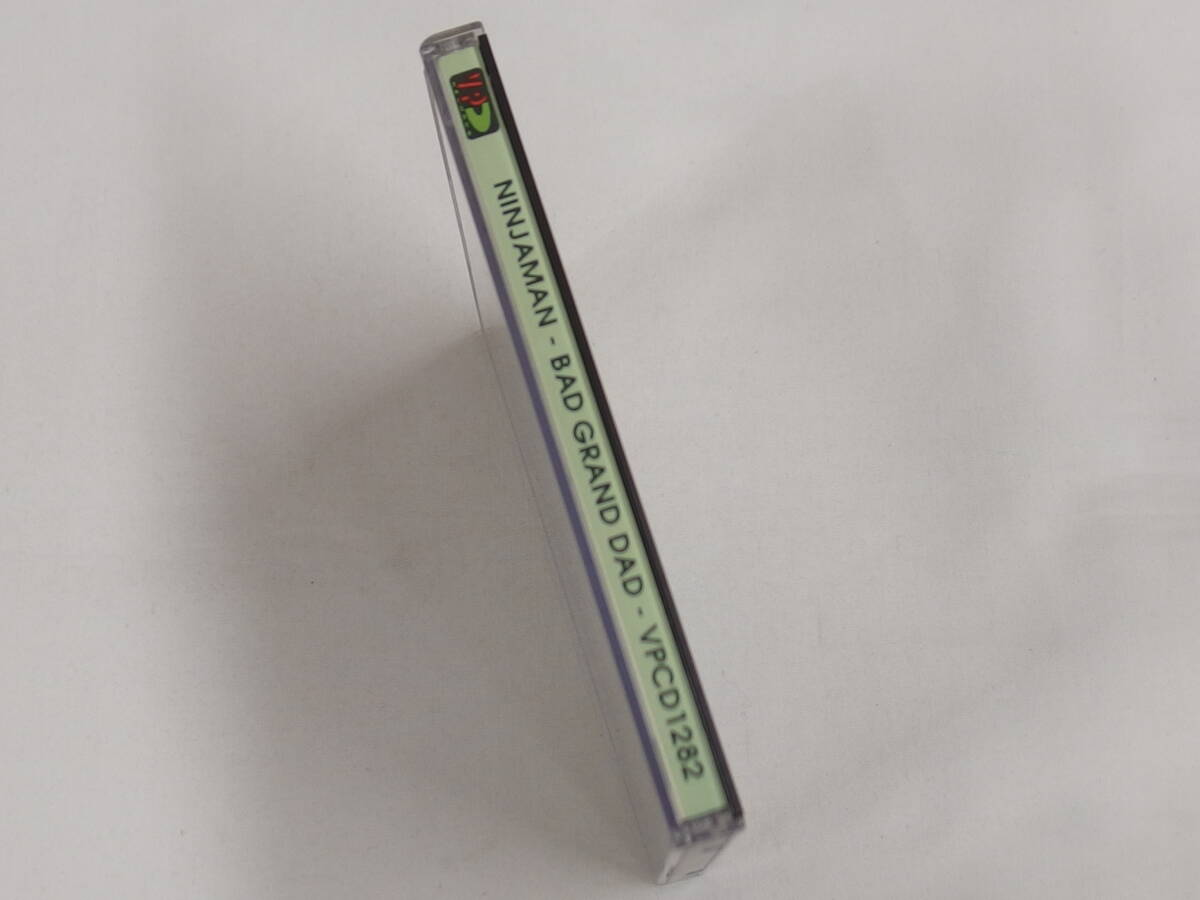 VP
NINJAMAN - BAD GRAND DAD - VPCD1282